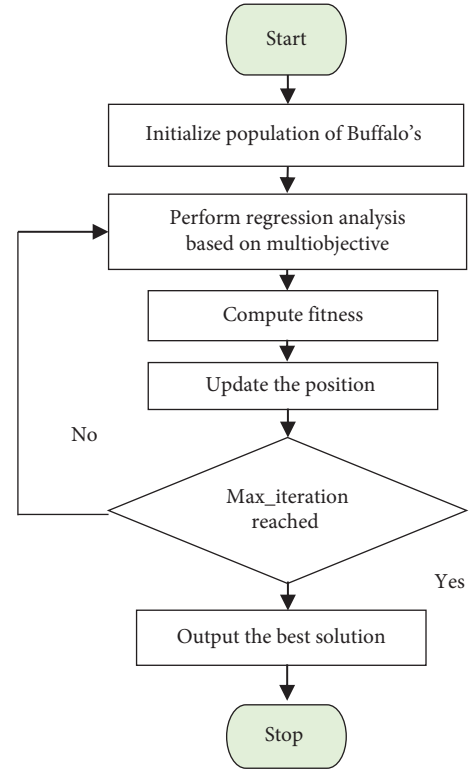 Start
Initialize population of Buffalo's
Perform regression analysis
based on multiobjective
Compute fitness
Update the position
No
Max_iteration
reached
Yes
Output the best solution
Stop